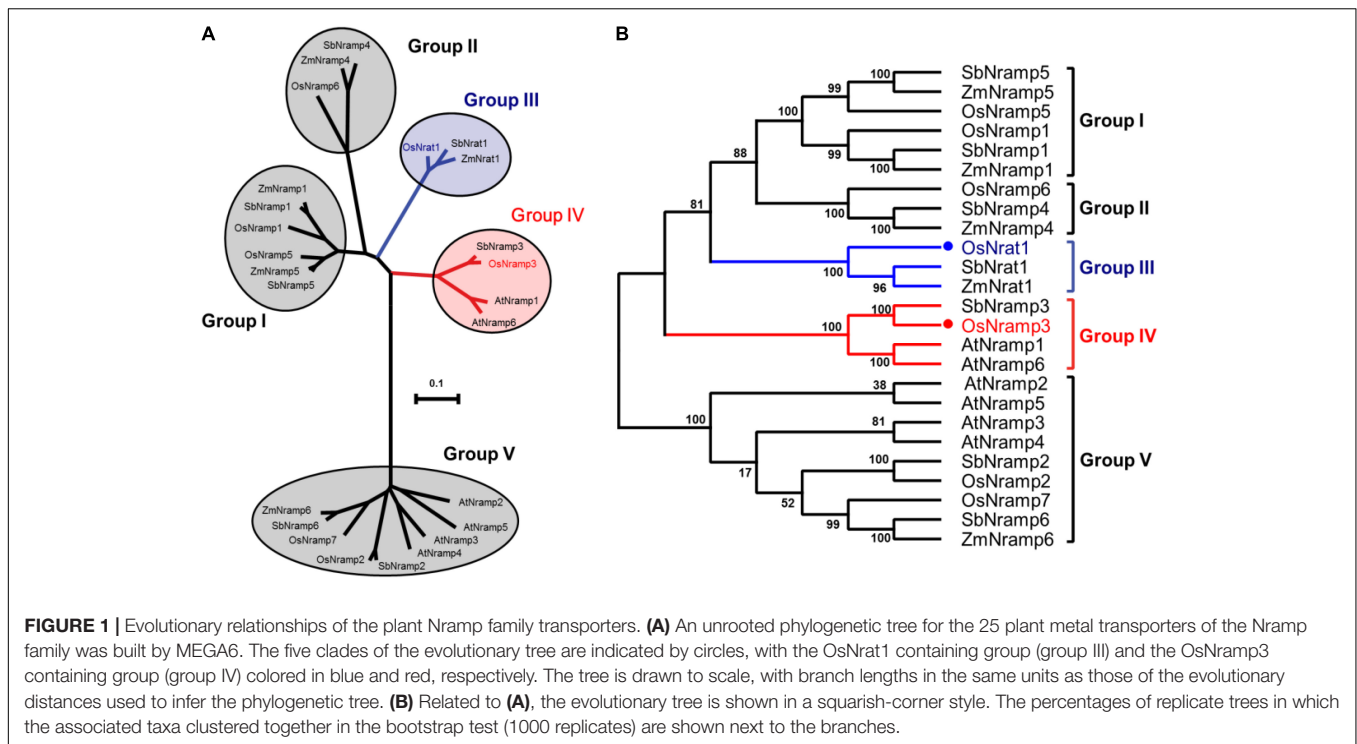 A
Group II
SbNramp4
ZmNramp4
OsNramp6
Group III
OsNrat1
SbNrat1
ZmNrat1
ZmNramp1
SbNramp1
OsNramp1
OsNramp5
ZmNramp5
SbNramp5
Group I
Group IV
SbNramp3
OsNramp3
AtNramp1
AtNramp6
0.1
Group V
ZmNramp6
SbNramp6
OsNramp7
OsNramp2
SbNramp2
AtNramp4
AtNramp3
AtNramp5
AtNramp2
B
100 SbNramp5
99 ZmNramp5
100 OsNramp5
Group I
OsNramp1
99 SbNramp1
88 100 ZmNramp1
OsNramp6
81 100 SbNramp4
Group II
100 ZmNramp4
OsNrat1
100 SbNrat1
Group III
96 ZmNrat1
SbNramp3
100 OsNramp3
100 AtNramp1
Group IV
100 AtNramp6
38 AtNramp2
AtNramp5
100 81 AtNramp3
AtNramp4
17 100 SbNramp2
Group V
52 OsNramp2
OsNramp7
99 SbNramp6
100 ZmNramp6
FIGURE 1 | Evolutionary relationships of the plant Nramp family transporters. (A) An unrooted phylogenetic tree for the 25 plant metal transporters of the Nramp
family was built by MEGA6. The five clades of the evolutionary tree are indicated by circles, with the OsNrat1 containing group (group III) and the OsNramp3
containing group (group IV) colored in blue and red, respectively. The tree is drawn to scale, with branch lengths in the same units as those of the evolutionary
distances used to infer the phylogenetic tree. (B) Related to (A), the evolutionary tree is shown in a squarish-corner style. The percentages of replicate trees in which
the associated taxa clustered together in the bootstrap test (1000 replicates) are shown next to the branches.